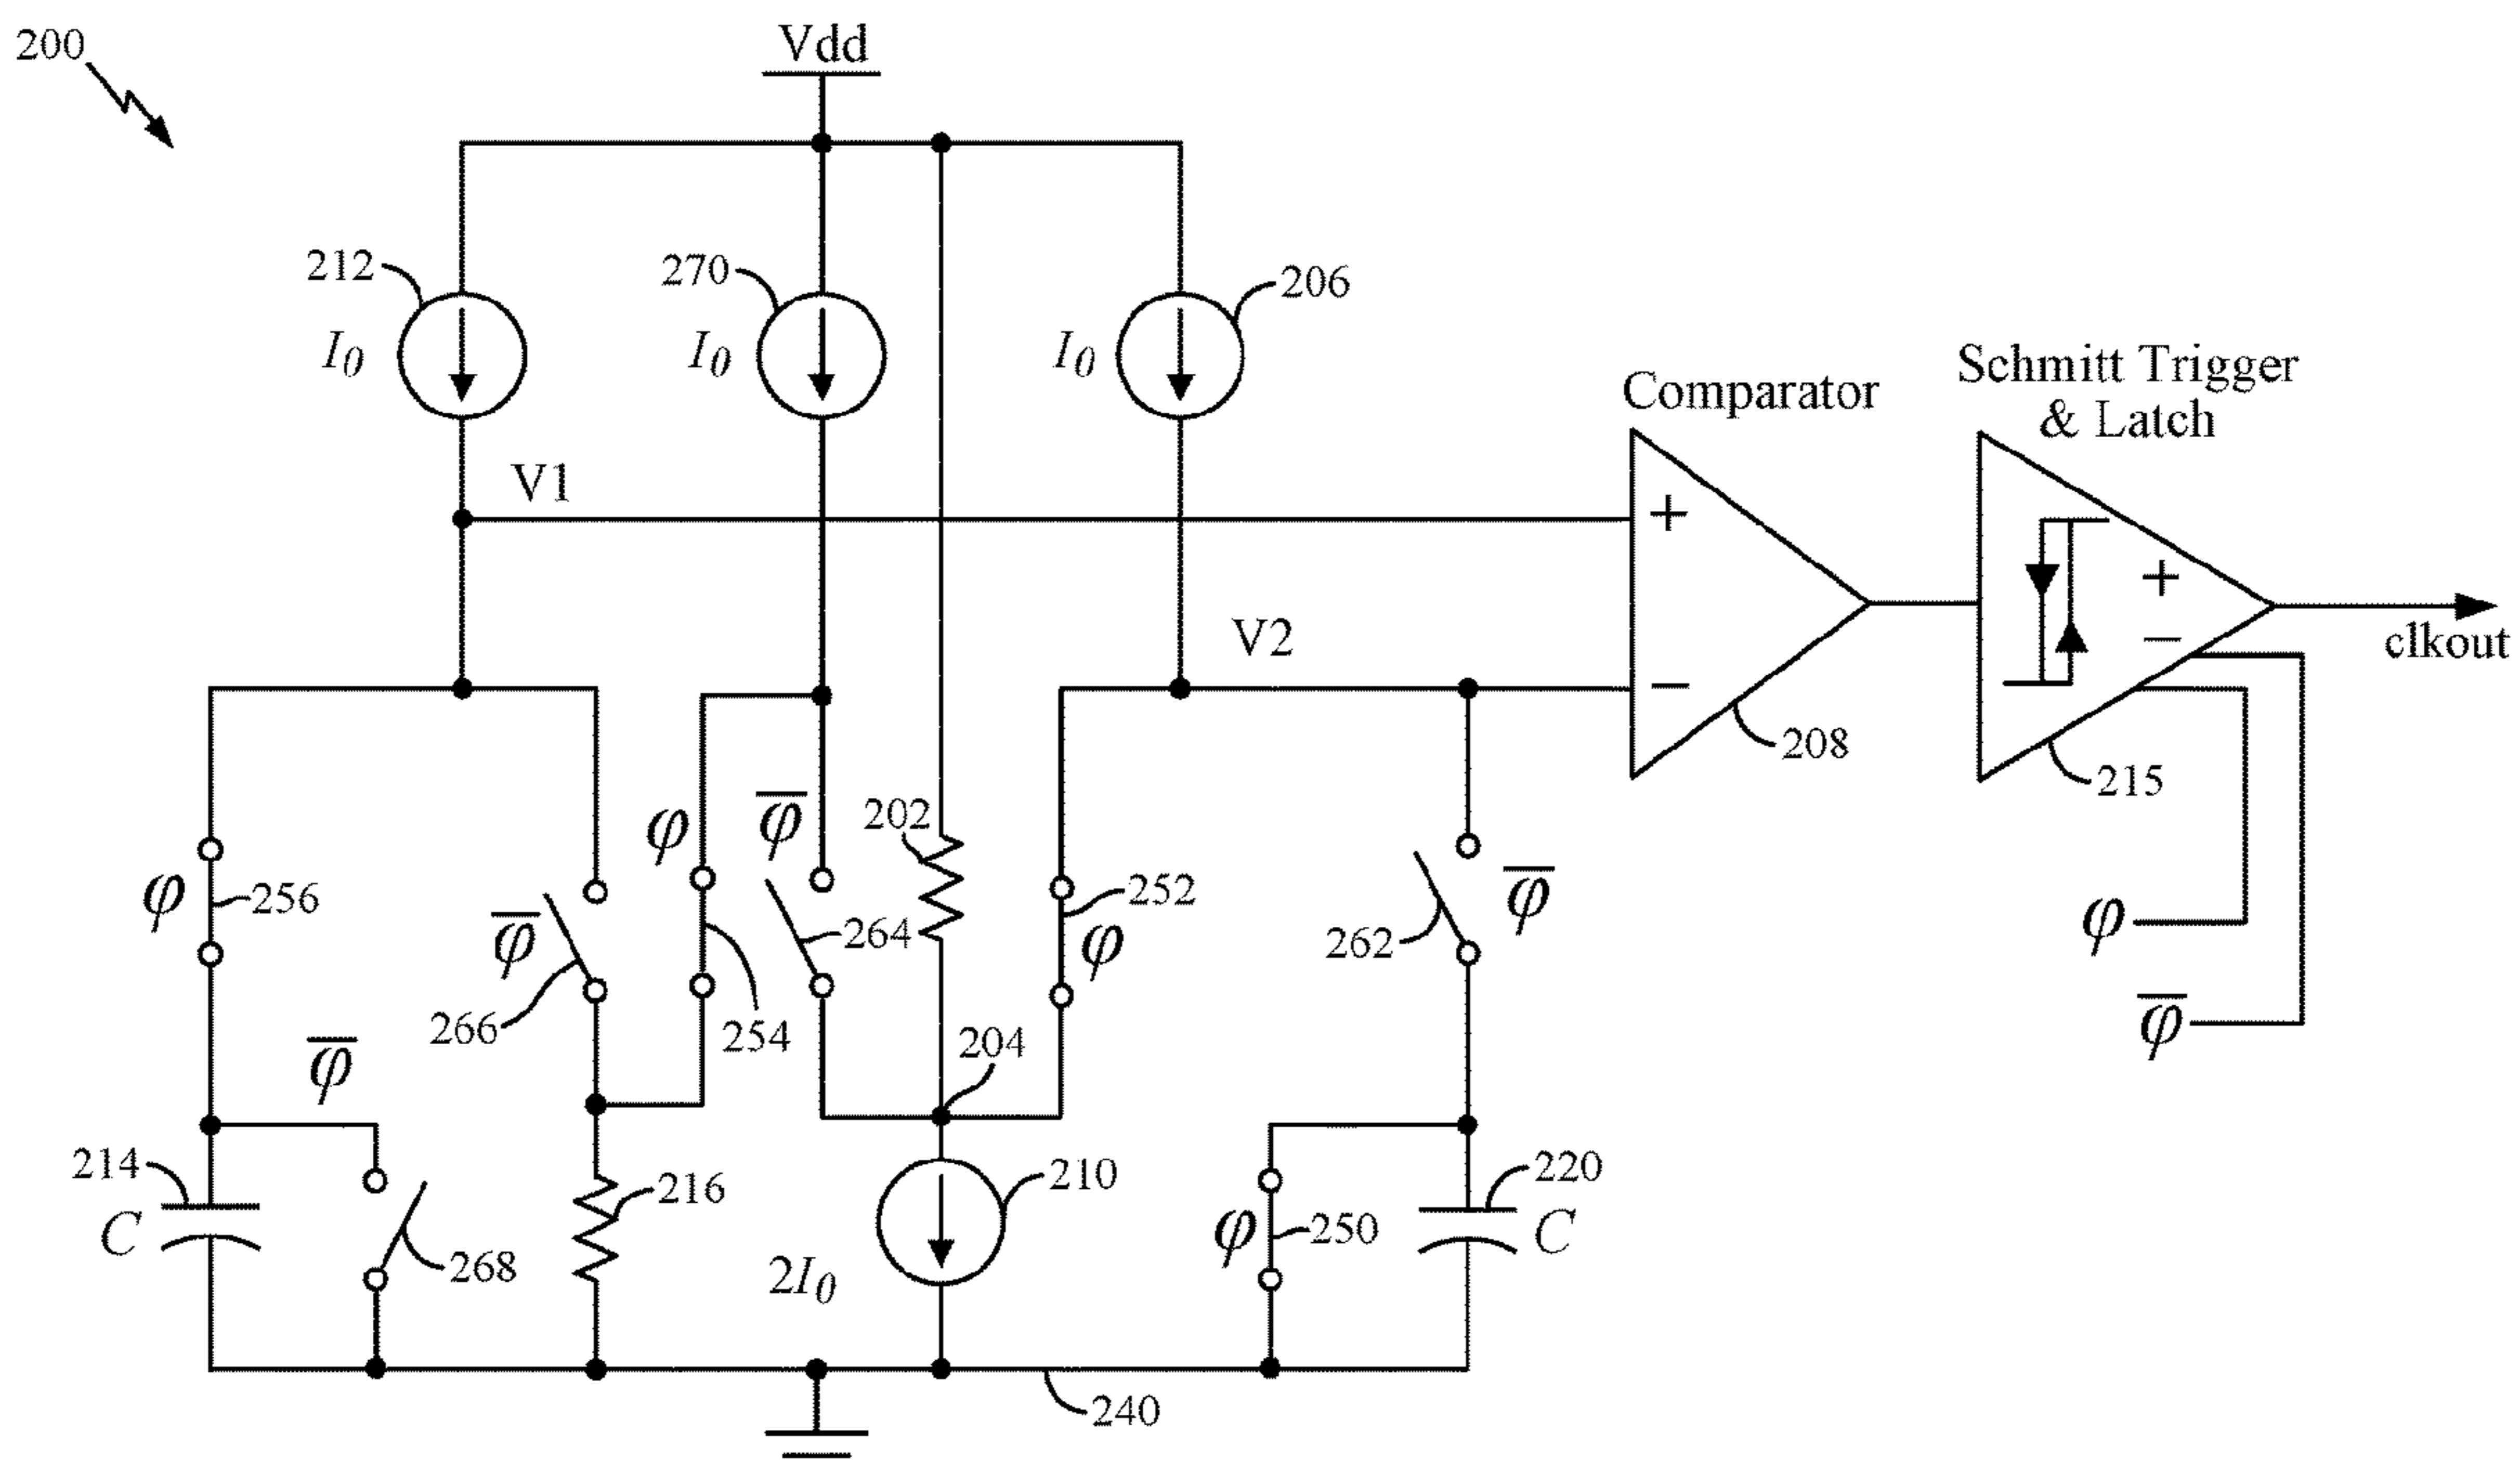 200
Vdd
212
270
206
I0
I0
I0
Comparator
Schmitt Trigger
& Latch
V1
+
+
−
clkout
V2
−
208
215
φ
256
φ̅
266
φ
254
φ̅
264
202
252
φ
262
φ̅
φ
φ̅
φ̅
204
214
C
268
216
210
2I0
φ
250
220
C
240